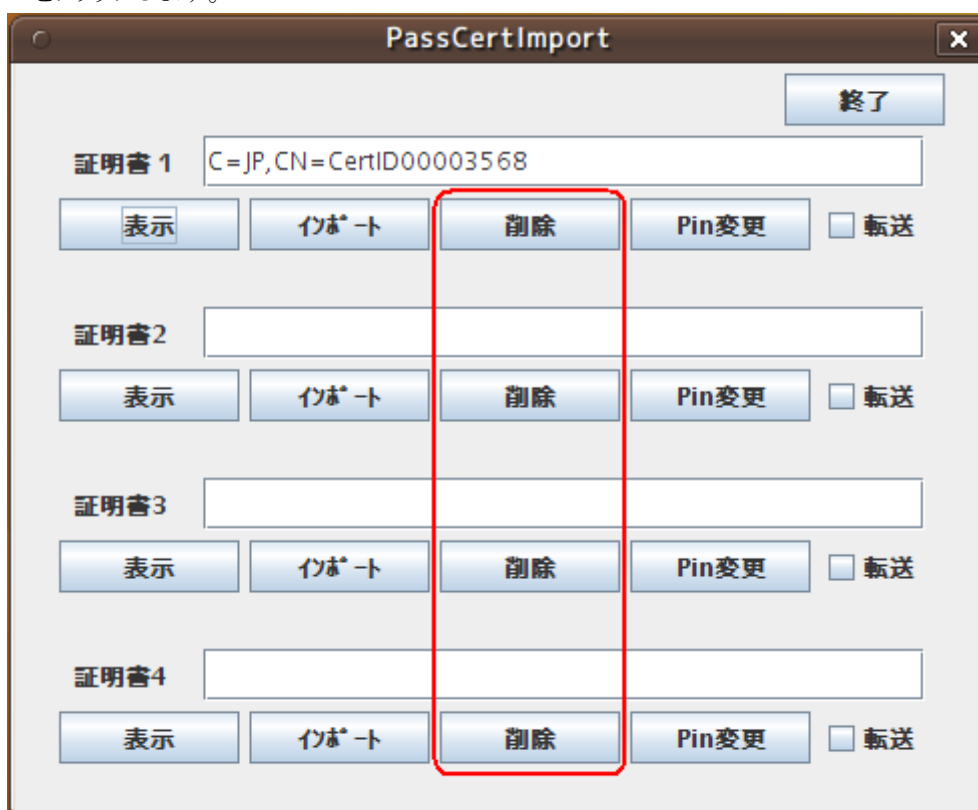 PassCertImport
終了
証明書 1 C=JP,CN=CertID00003568
表示 ｲﾝﾎﾟｰﾄ 削除 Pin変更 転送
証明書2
表示 ｲﾝﾎﾟｰﾄ 削除 Pin変更 転送
証明書3
表示 ｲﾝﾎﾟｰﾄ 削除 Pin変更 転送
証明書4
表示 ｲﾝﾎﾟｰﾄ 削除 Pin変更 転送